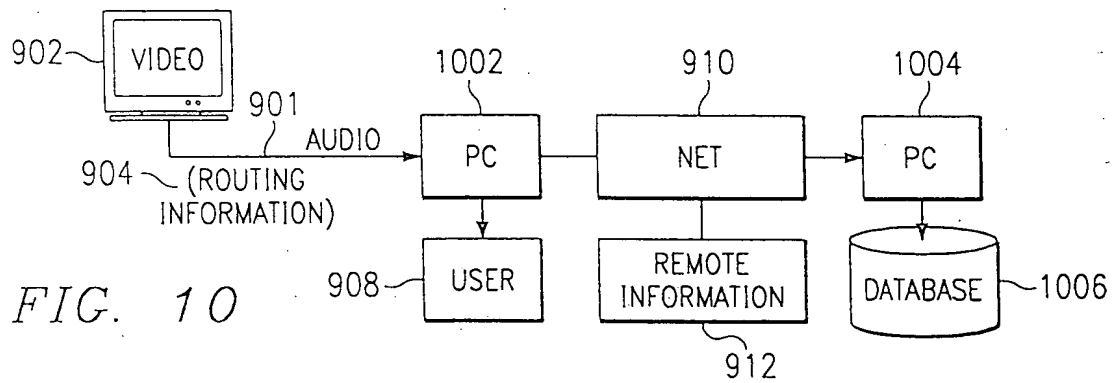 902
VIDEO
901
AUDIO
904
(ROUTING
INFORMATION)
1002
PC
910
NET
1004
PC
908
USER
REMOTE
INFORMATION
912
DATABASE
1006
FIG. 10